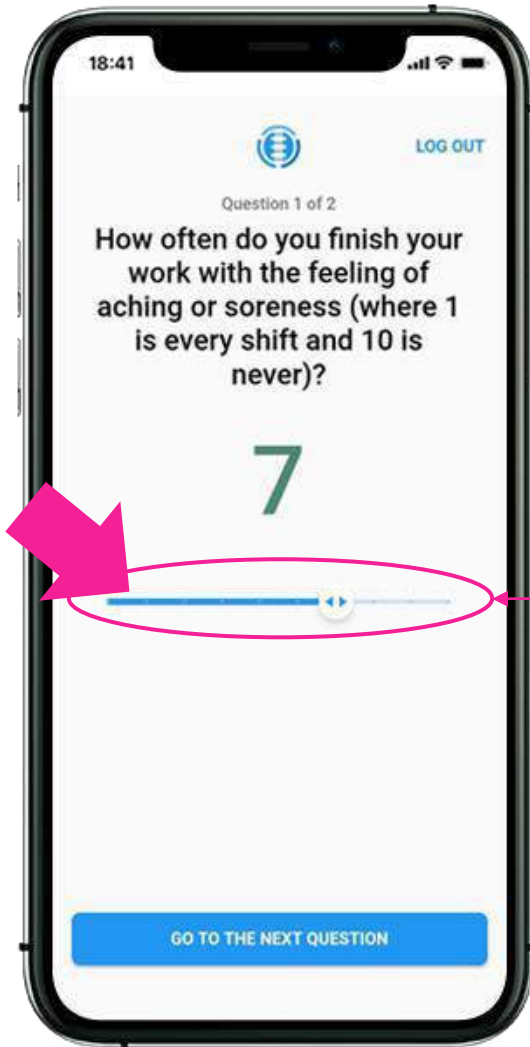 18:41
LOG OUT
Question 1 of 2
How often do you finish your
work with the feeling of
aching or soreness (where 1
is every shift and 10 is
never)?
7
GO TO THE NEXT QUESTION